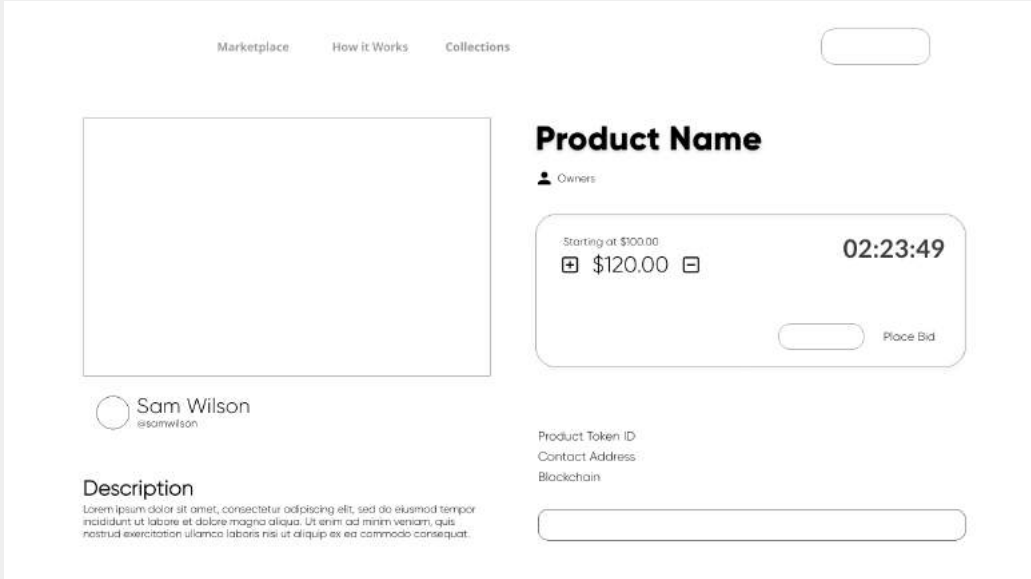 Marketplace
How it Works
Collections
Product Name
Owners
Starting at $100.00
$120.00
02:23:49
Place Bid
Sam Wilson
@samwilson
Description
Lorem ipsum dolor sit amet, consectetur adipiscing elit, sed do eiusmod tempor
incididunt ut labore et dolore magna aliqua. Ut enim ad minim veniam, quis
nostrud exercitation ullamco laboris nisi ut aliquip ex ea commodo consequat.
Product Token ID
Contact Address
Blockchain